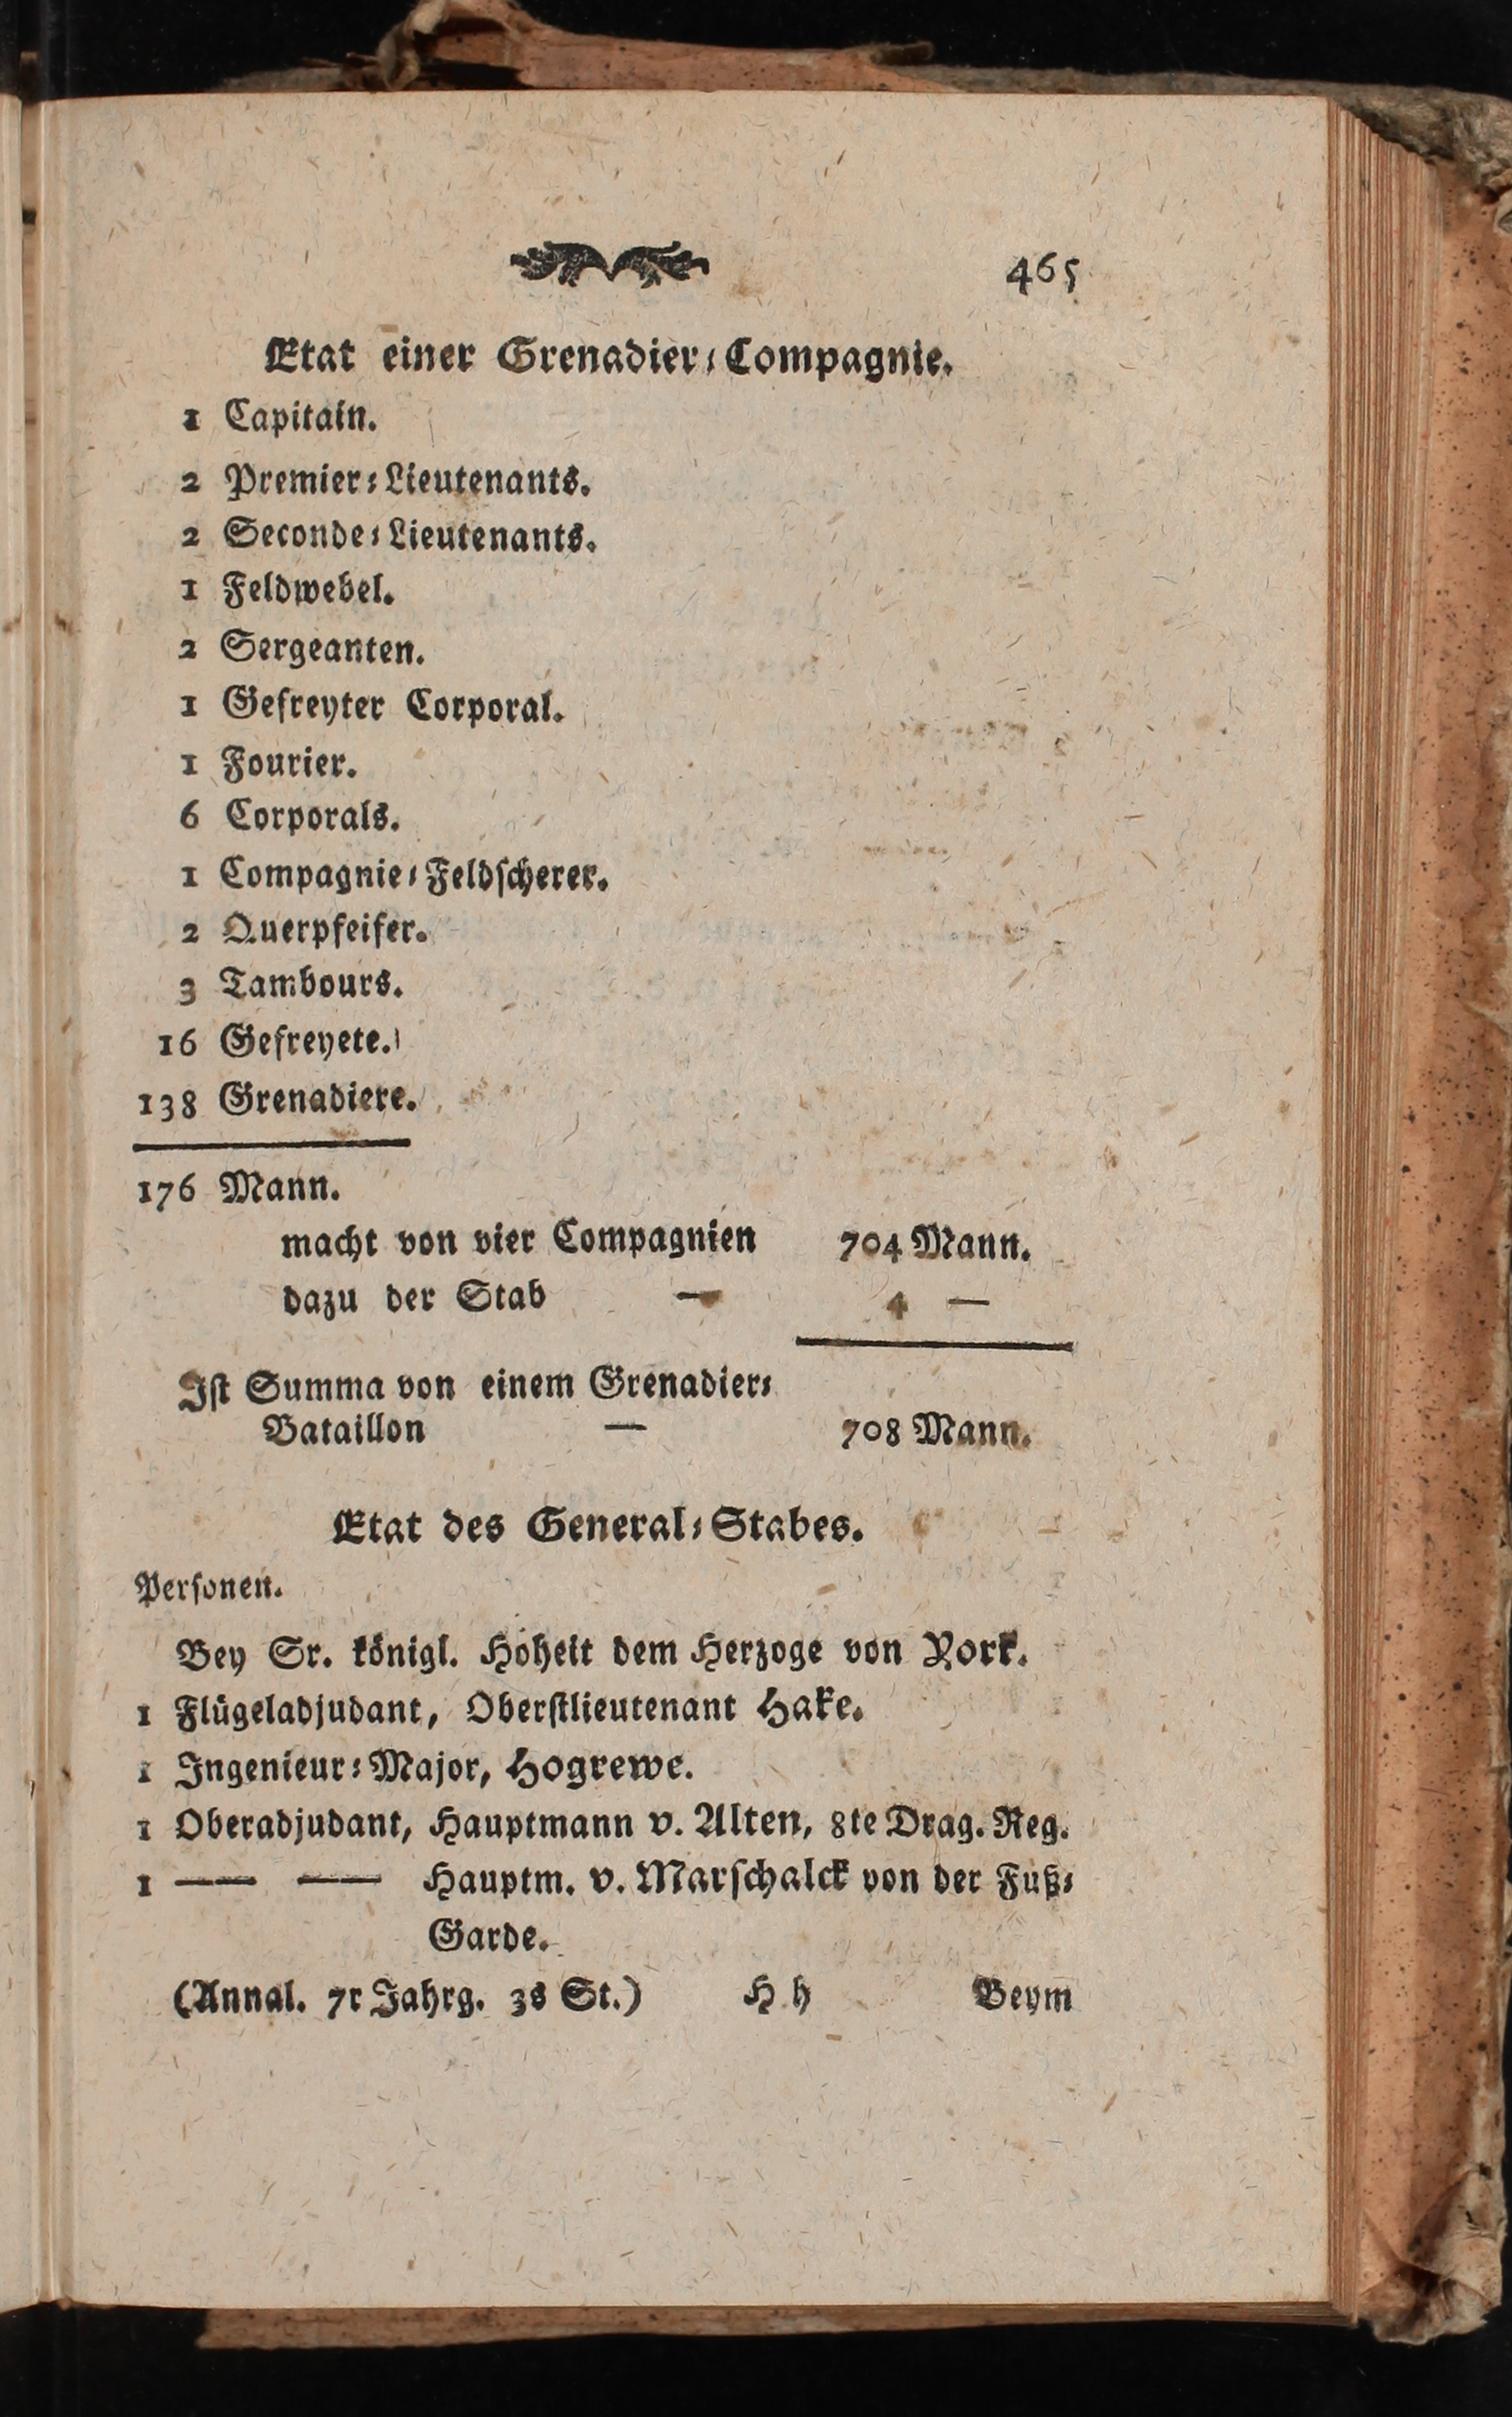 465
Etat einer Grenadier-Compagnie.
1 Capitain.
2 Premier-Lieutenants.
2 Seconde-Lieutenants.
1 Feldwebel.
2 Sergeanten.
1 Gefreyter Corporal.
1 Fourier.
6 Corporals.
1 Compagnie-Feldscherer.
2 Querpfeifer.
3 Tambours.
16 Gefreyete.
138 Grenadiere.
176 Mann.
macht von vier Compagnien 704 Mann.
dazu der Stab — 4 —
Ist Summa von einem Grenadier-
Bataillon — 708 Mann.
Etat des General-Stabes.
Personen.
Bey Sr. königl. Hoheit dem Herzoge von York.
1 Flügeladjudant, Oberstlieutenant Hake.
1 Ingenieur-Major, Hogrewe.
1 Oberadjudant, Hauptmann v. Alten, 8te Drag. Reg.
1 — — Hauptm. v. Marschalck von der Fuß-
Garde.
(Annal. 7r Jahrg. 3s St.) H h Beym